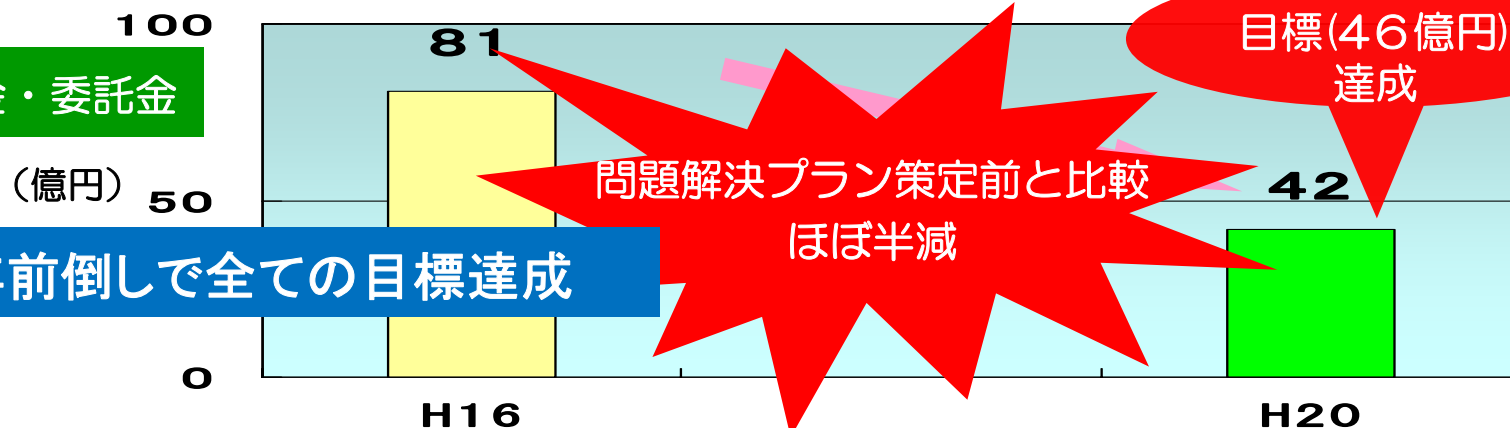 100
81
目標(46億円)
達成
金・委託金
(億円)
50
問題解決プラン策定前と比較
ほぼ半減
42
年前倒しで全ての目標達成
0
H16
H20